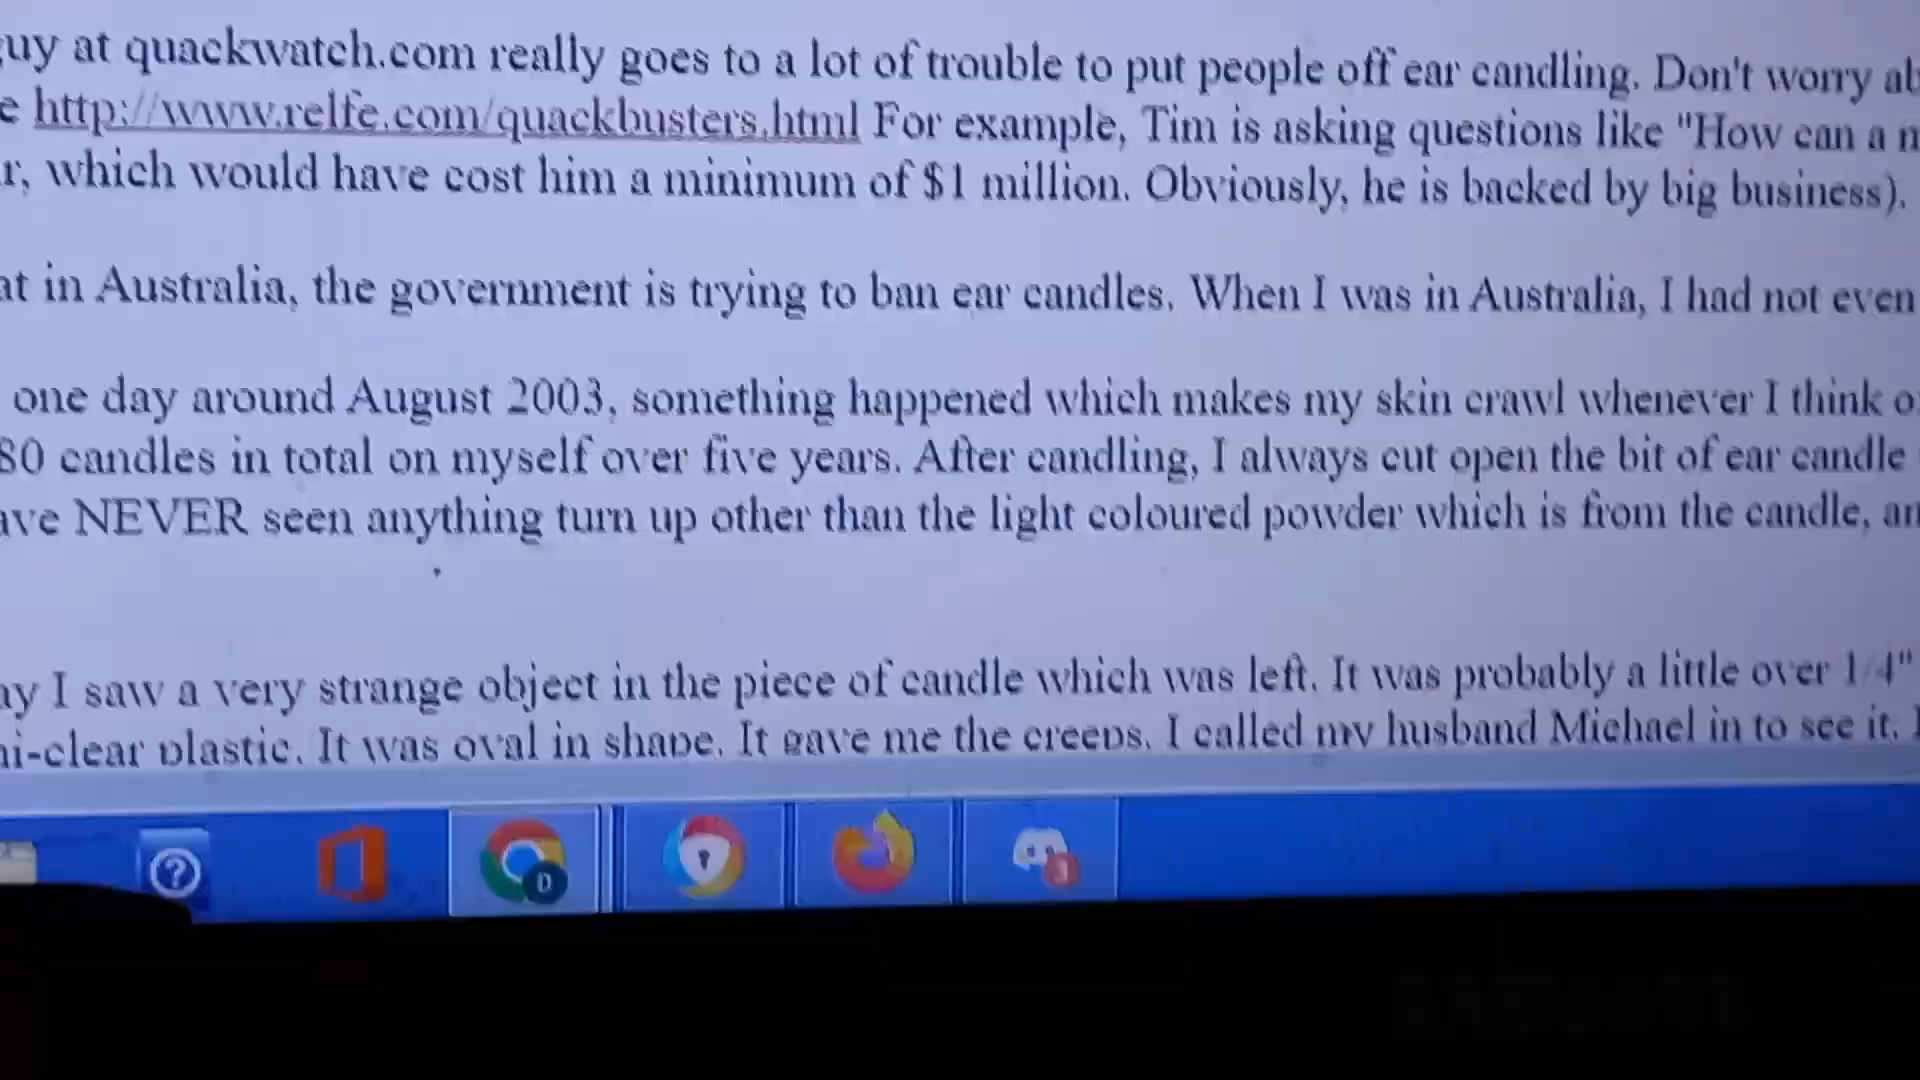 uy at quackwatch.com really goes to a lot of trouble to put people off ear candling. Don't worry ab
e http://www.relfe.com/quackbusters.html For example, Tim is asking questions like "How can a n
r, which would have cost him a minimum of $1 million. Obviously, he is backed by big business).
at in Australia, the government is trying to ban ear candles. When I was in Australia, I had not even
one day around August 2003, something happened which makes my skin crawl whenever I think o
80 candles in total on myself over five years. After candling, I always cut open the bit of ear candle
ave NEVER seen anything turn up other than the light coloured powder which is from the candle, an
ay I saw a very strange object in the piece of candle which was left. It was probably a little over 1/4"
ni-clear plastic. It was oval in shape. It gave me the creeps. I called my husband Michael in to see it.
? D 3